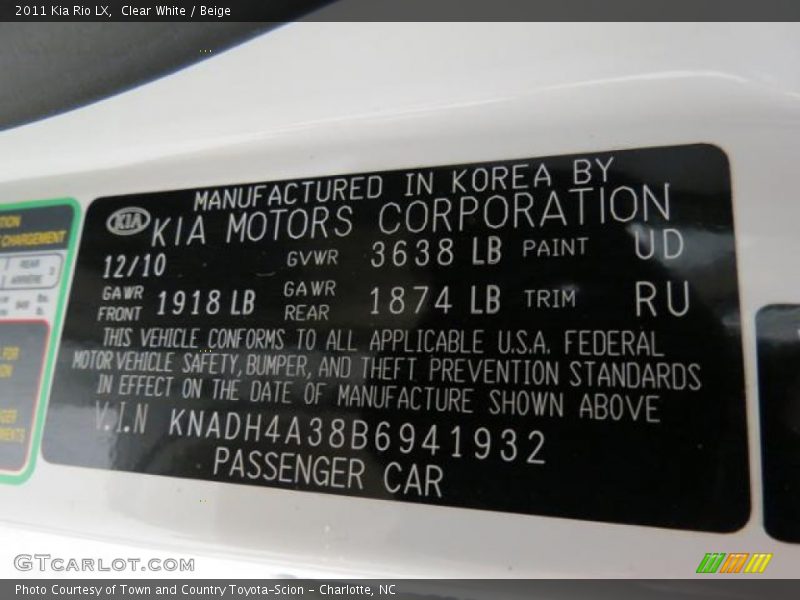 2011 Kia Rio LX, Clear White / Beige
MANUFACTURED IN KOREA BY
KIA KIA MOTORS CORPORATION
12/10 GVWR 3638 LB PAINT UD
GAWR FRONT 1918 LB GAWR REAR 1874 LB TRIM RU
THIS VEHICLE CONFORMS TO ALL APPLICABLE U.S.A. FEDERAL
MOTOR VEHICLE SAFETY, BUMPER, AND THEFT PREVENTION STANDARDS
IN EFFECT ON THE DATE OF MANUFACTURE SHOWN ABOVE
V.I.N KNADH4A38B6941932
PASSENGER CAR
CHARGEMENT
REAR
GTCARLOT.COM
Photo Courtesy of Town and Country Toyota-Scion - Charlotte, NC